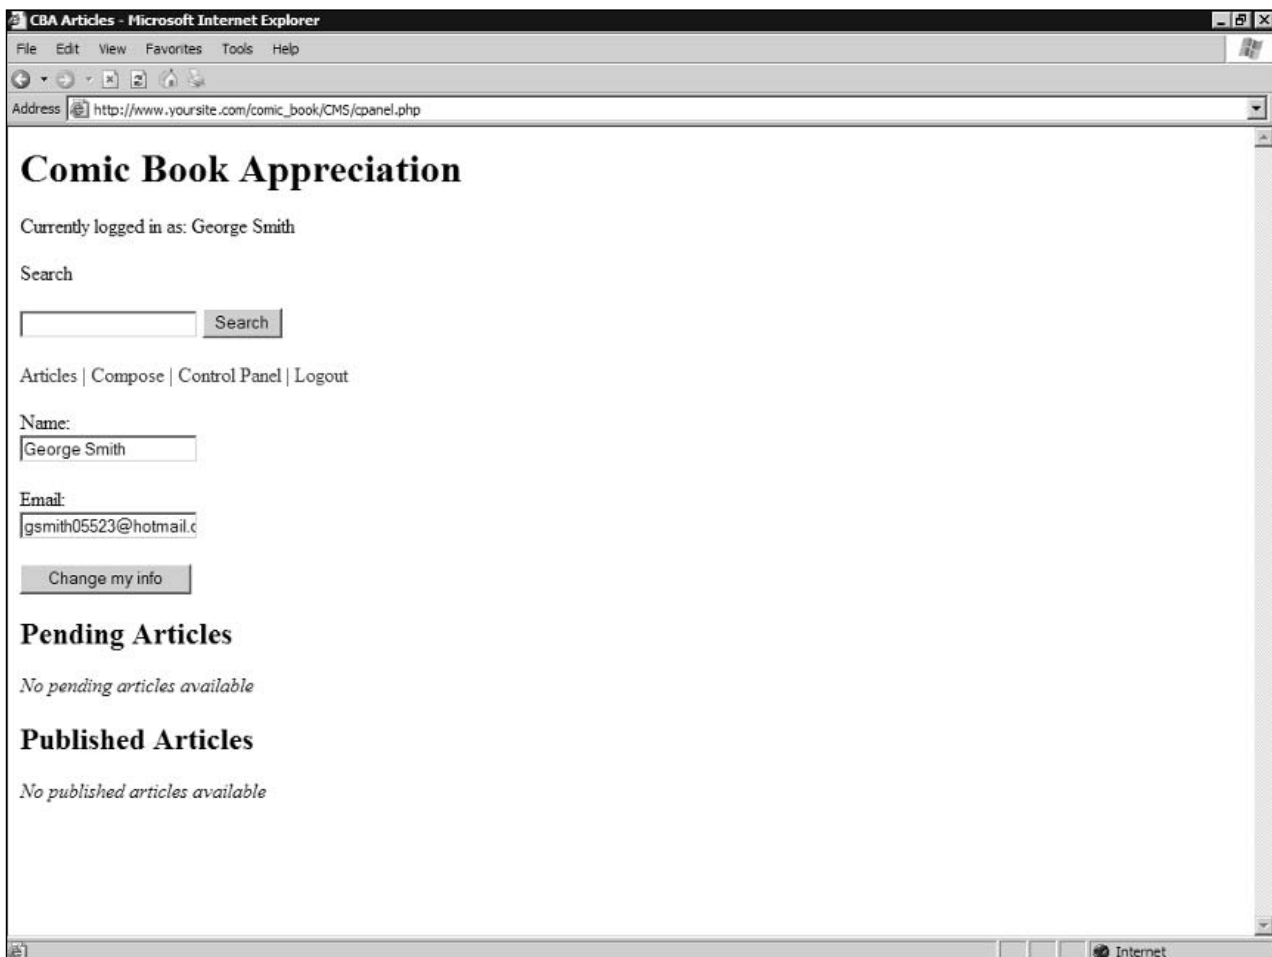 CBA Articles - Microsoft Internet Explorer
File Edit View Favorites Tools Help
Address http://www.yoursite.com/comic_book/CMS/cpanel.php
Comic Book Appreciation
Currently logged in as: George Smith
Search
Search
Articles | Compose | Control Panel | Logout
Name:
George Smith
Email:
gsmith05523@hotmail.c
Change my info
Pending Articles
No pending articles available
Published Articles
No published articles available
Internet